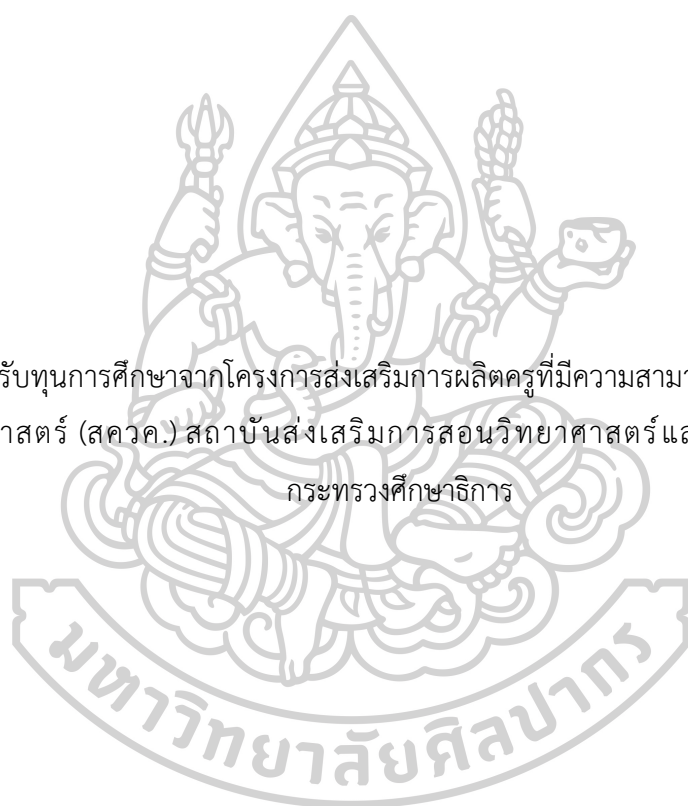 รับทุนการศึกษาจากโครงการส่งเสริมการผลิตครูที่มีความสามา
าสตร์ (สควค.) สถาบันส่งเสริมการสอนวิทยาศาสตร์แล
กระทรวงศึกษาธิการ
มหาวิทยาลัยศิลปากร